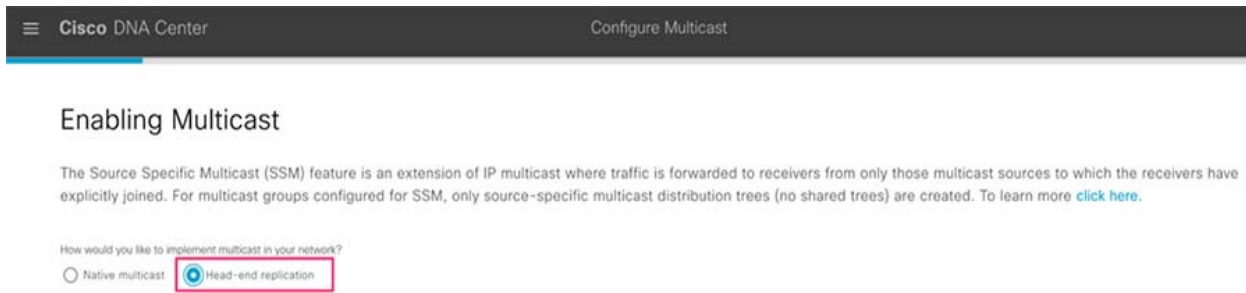 Cisco DNA Center
Configure Multicast
Enabling Multicast
The Source Specific Multicast (SSM) feature is an extension of IP multicast where traffic is forwarded to receivers from only those multicast sources to which the receivers have
explicitly joined. For multicast groups configured for SSM, only source-specific multicast distribution trees (no shared trees) are created. To learn more click here.
How would you like to implement multicast in your network?
Native multicast Head-end replication